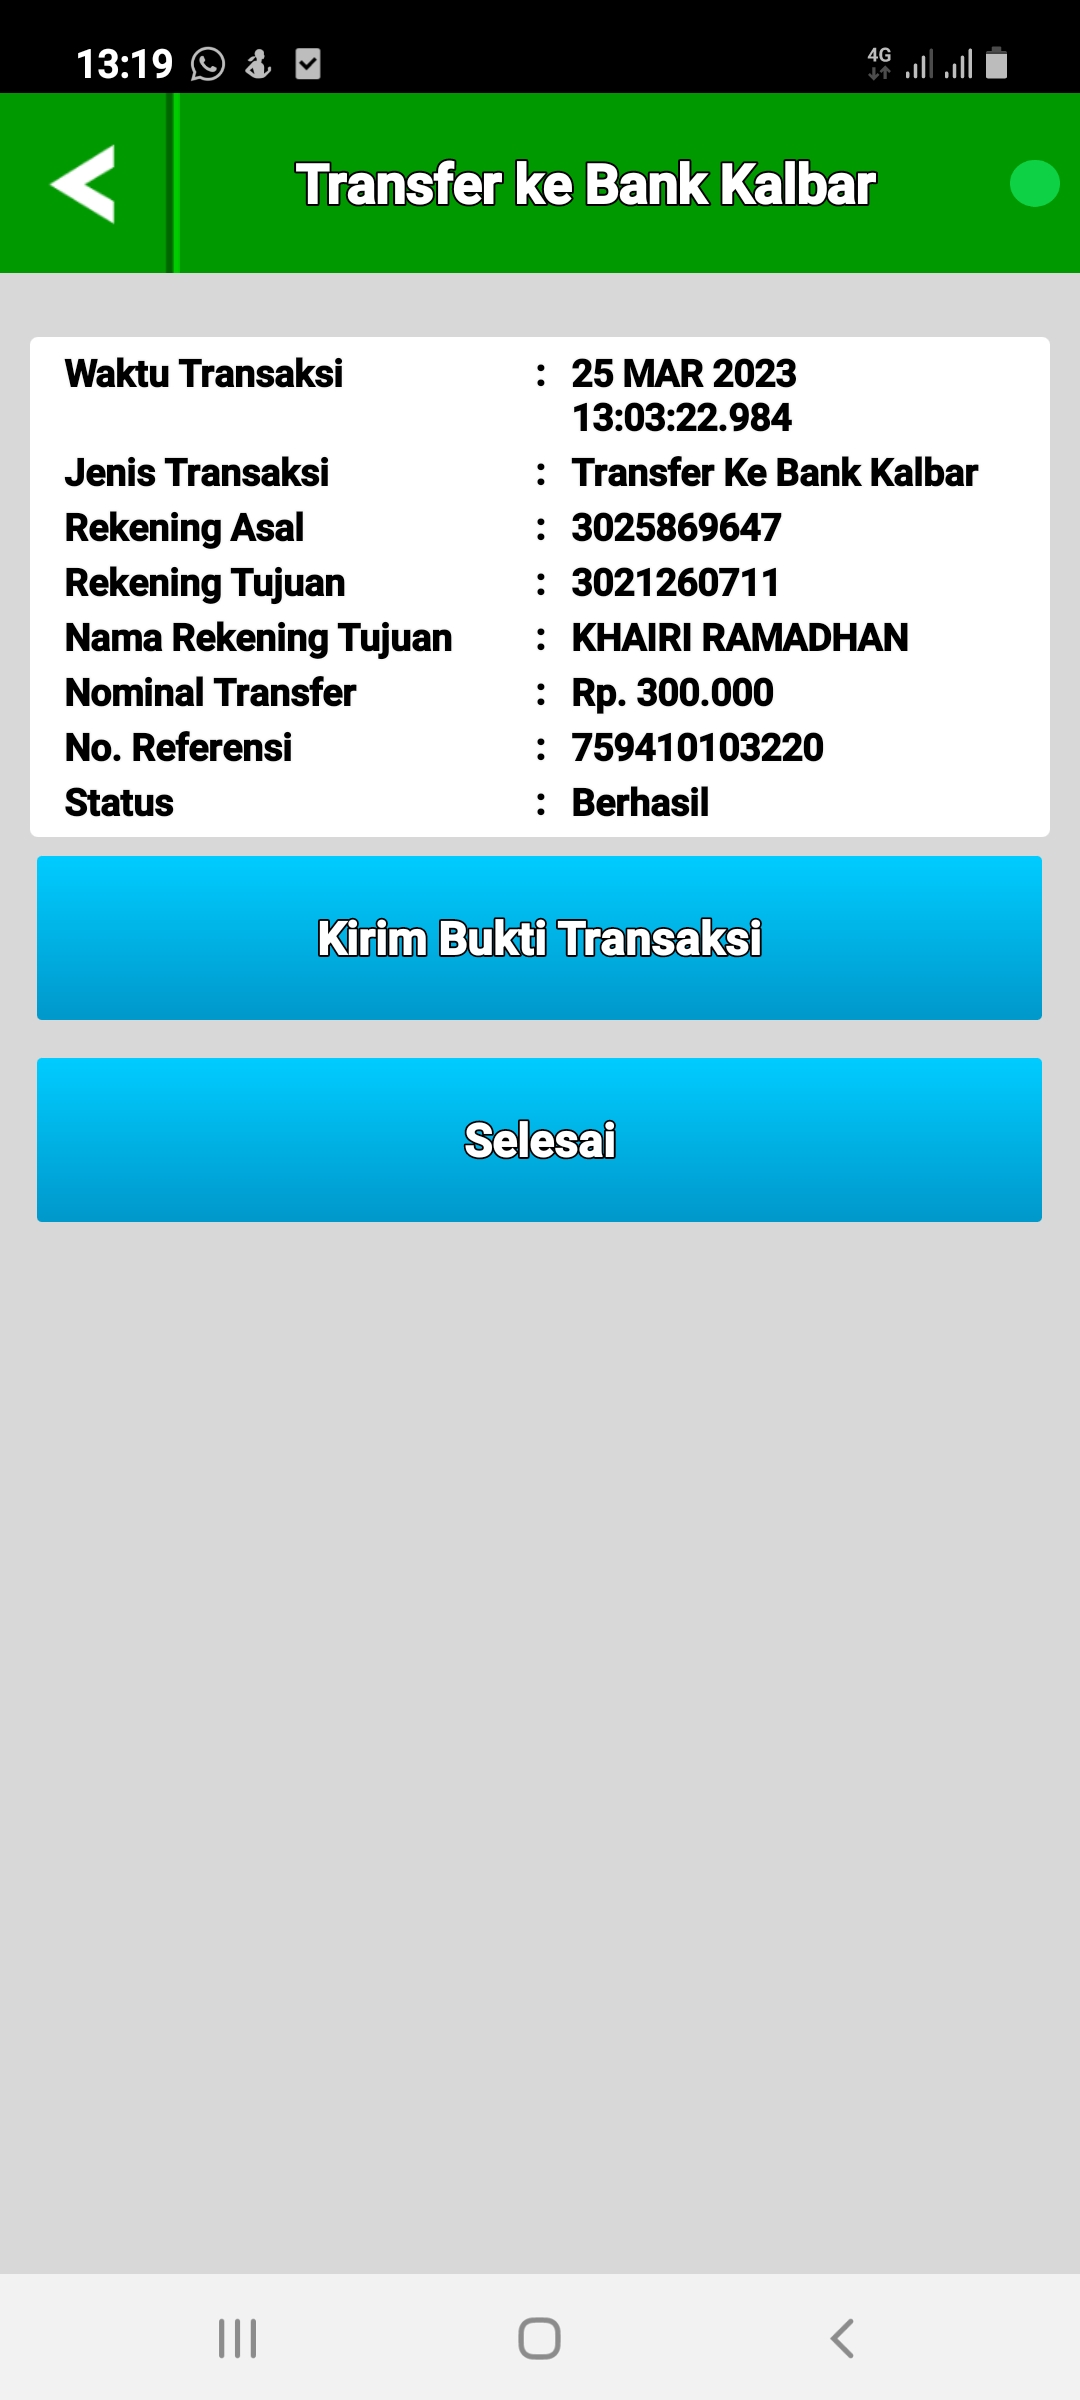 13:19
4G
Transfer ke Bank Kalbar
Waktu Transaksi : 25 MAR 2023
13:03:22.984
Jenis Transaksi : Transfer Ke Bank Kalbar
Rekening Asal : 3025869647
Rekening Tujuan : 3021260711
Nama Rekening Tujuan : KHAIRI RAMADHAN
Nominal Transfer : Rp. 300.000
No. Referensi : 759410103220
Status : Berhasil
Kirim Bukti Transaksi
Selesai